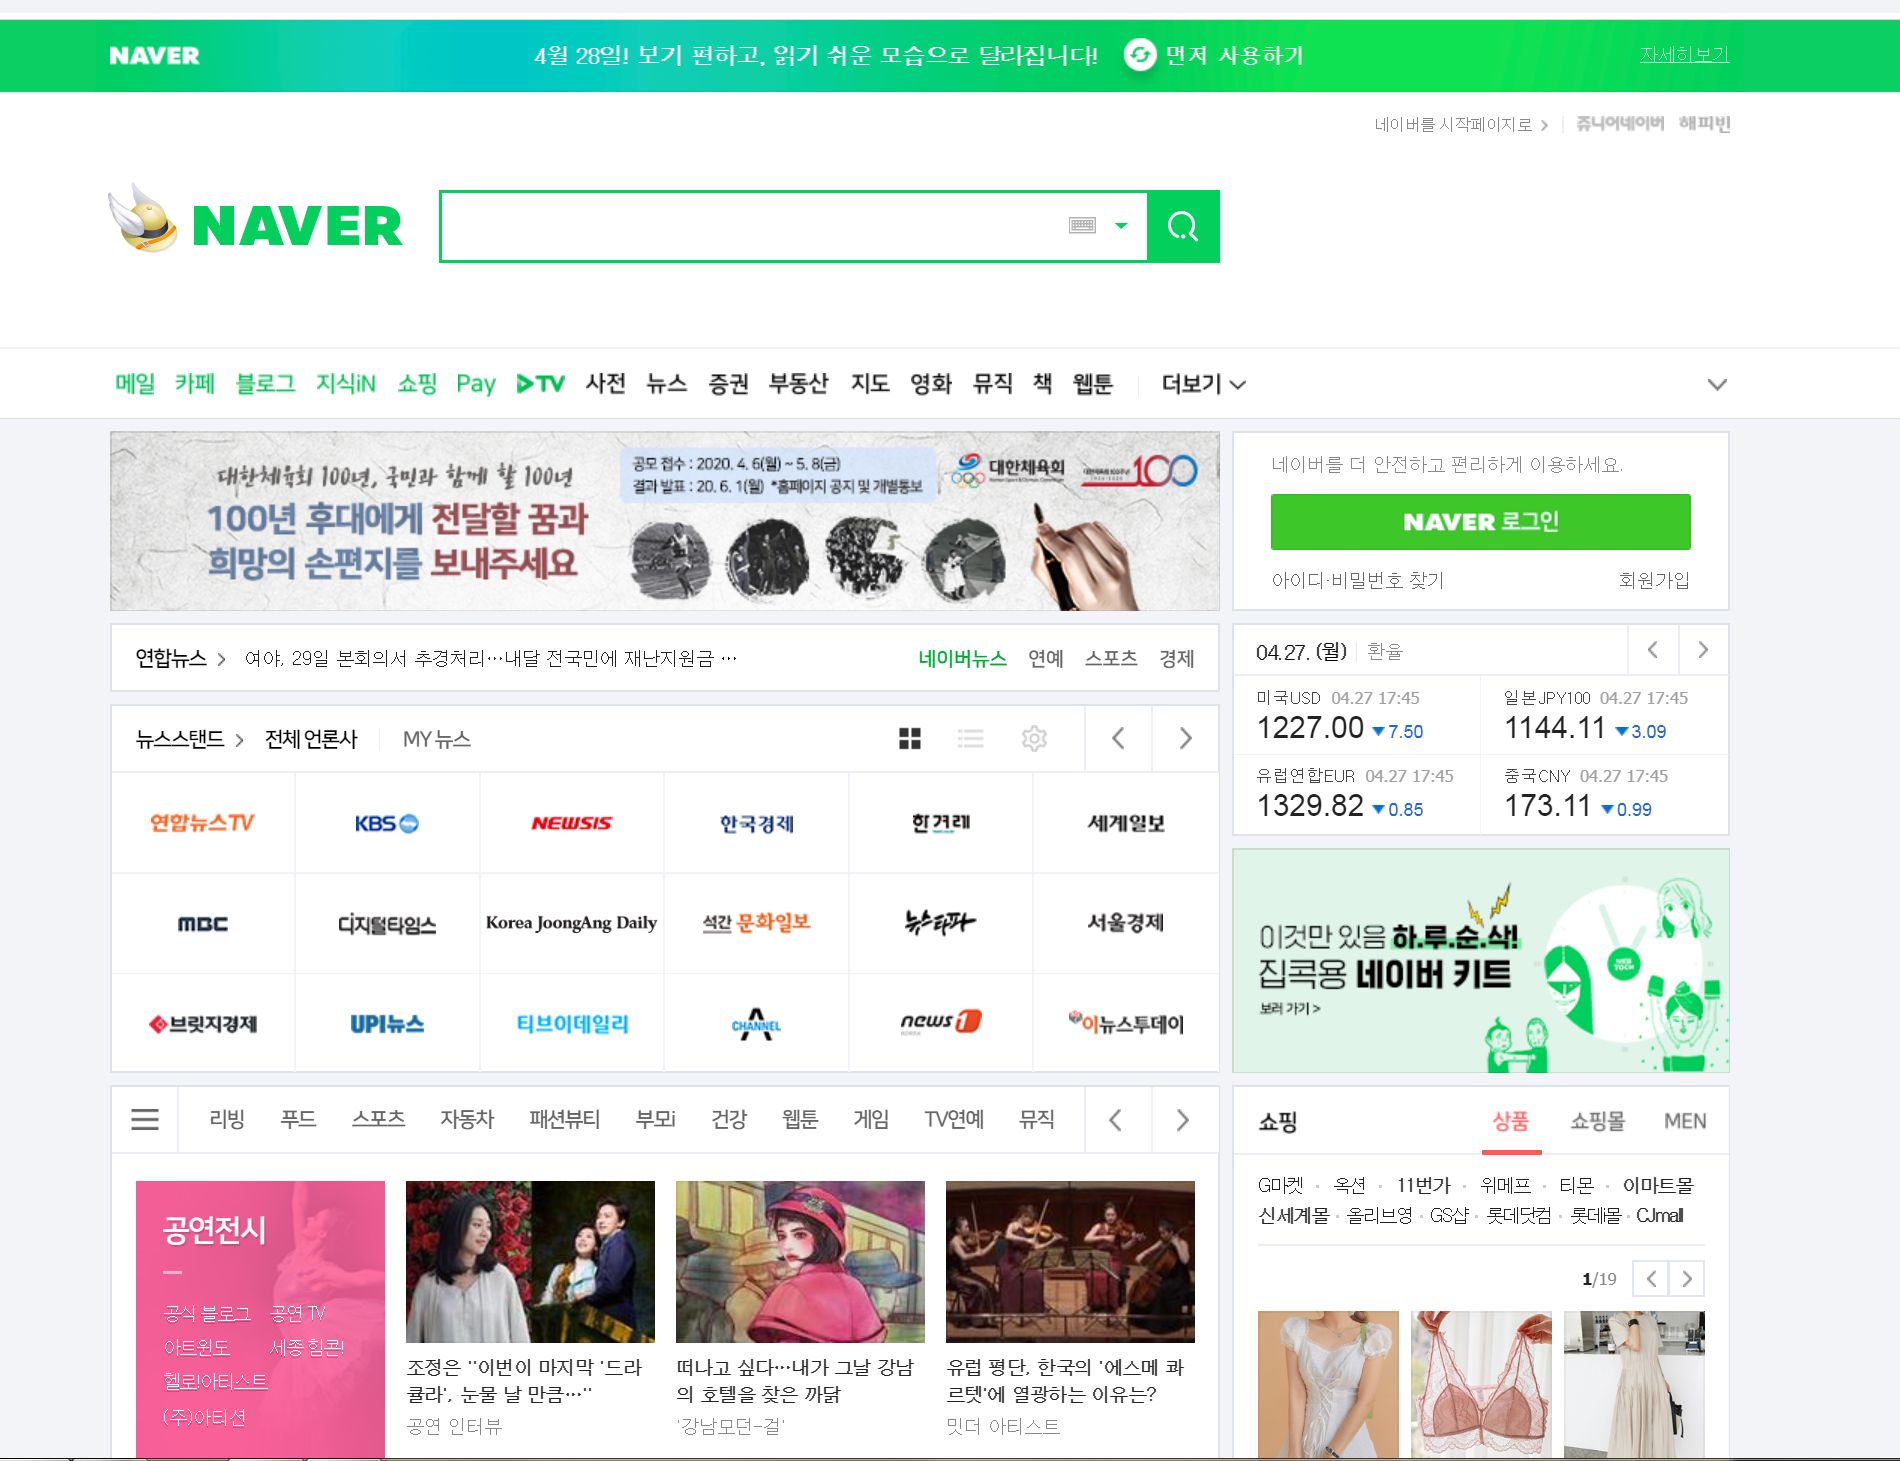 NAVER
4월 28일! 보기 편하고, 읽기 쉬운 모습으로 달라집니다! 먼저 사용하기
자세히보기
네이버를 시작페이지로 쥬니어네이버 해피빈
NAVER
메일 카페 블로그 지식iN 쇼핑 Pay TV 사전 뉴스 증권 부동산 지도 영화 뮤직 책 웹툰 더보기
대한체육회 100년, 국민과 함께 할 100년
100년 후대에게 전달할 꿈과
희망의 손편지를 보내주세요
공모 접수 : 2020. 4. 6(월) ~ 5. 8(금)
결과 발표 : 20. 6. 1(월) *홈페이지 공지 및 개별통보
대한체육회
100
네이버를 더 안전하고 편리하게 이용하세요.
NAVER 로그인
아이디·비밀번호 찾기 회원가입
연합뉴스 > 여야, 29일 본회의서 추경처리…내달 전국민에 재난지원금 …
네이버뉴스 연예 스포츠 경제
04.27. (월) 환율
미국USD 04.27 17:45
1227.00 ▼7.50
일본JPY100 04.27 17:45
1144.11 ▼3.09
유럽연합EUR 04.27 17:45
1329.82 ▼0.85
중국CNY 04.27 17:45
173.11 ▼0.99
뉴스스탠드 > 전체 언론사 MY 뉴스
연합뉴스TV KBS NEWSIS 한국경제 한겨레 세계일보
MBC 디지털타임스 Korea JoongAng Daily 석간 문화일보 뉴스타파 서울경제
브릿지경제 UPI뉴스 티브이데일리 CHANNEL A news1 이뉴스투데이
이것만 있음 하.루.순.삭!
집콕용 네이버 키트
보러 가기 >
리빙 푸드 스포츠 자동차 패션뷰티 부모i 건강 웹툰 게임 TV연예 뮤직
공연전시
공식 블로그 공연 TV
아트윈도 세종 힘콘!
헬로!아티스트
(주)아티션
조정은 ''이번이 마지막 '드라
큘라', 눈물 날 만큼…''
공연 인터뷰
떠나고 싶다…내가 그날 강남
의 호텔을 찾은 까닭
'강남모던-걸'
유럽 평단, 한국의 '에스메 콰
르텟'에 열광하는 이유는?
밋더 아티스트
쇼핑 상품 쇼핑몰 MEN
G마켓 · 옥션 · 11번가 · 위메프 · 티몬 · 이마트몰
신세계몰 · 올리브영 · GS샵 · 롯데닷컴 · 롯데i몰 · CJmall
1/19